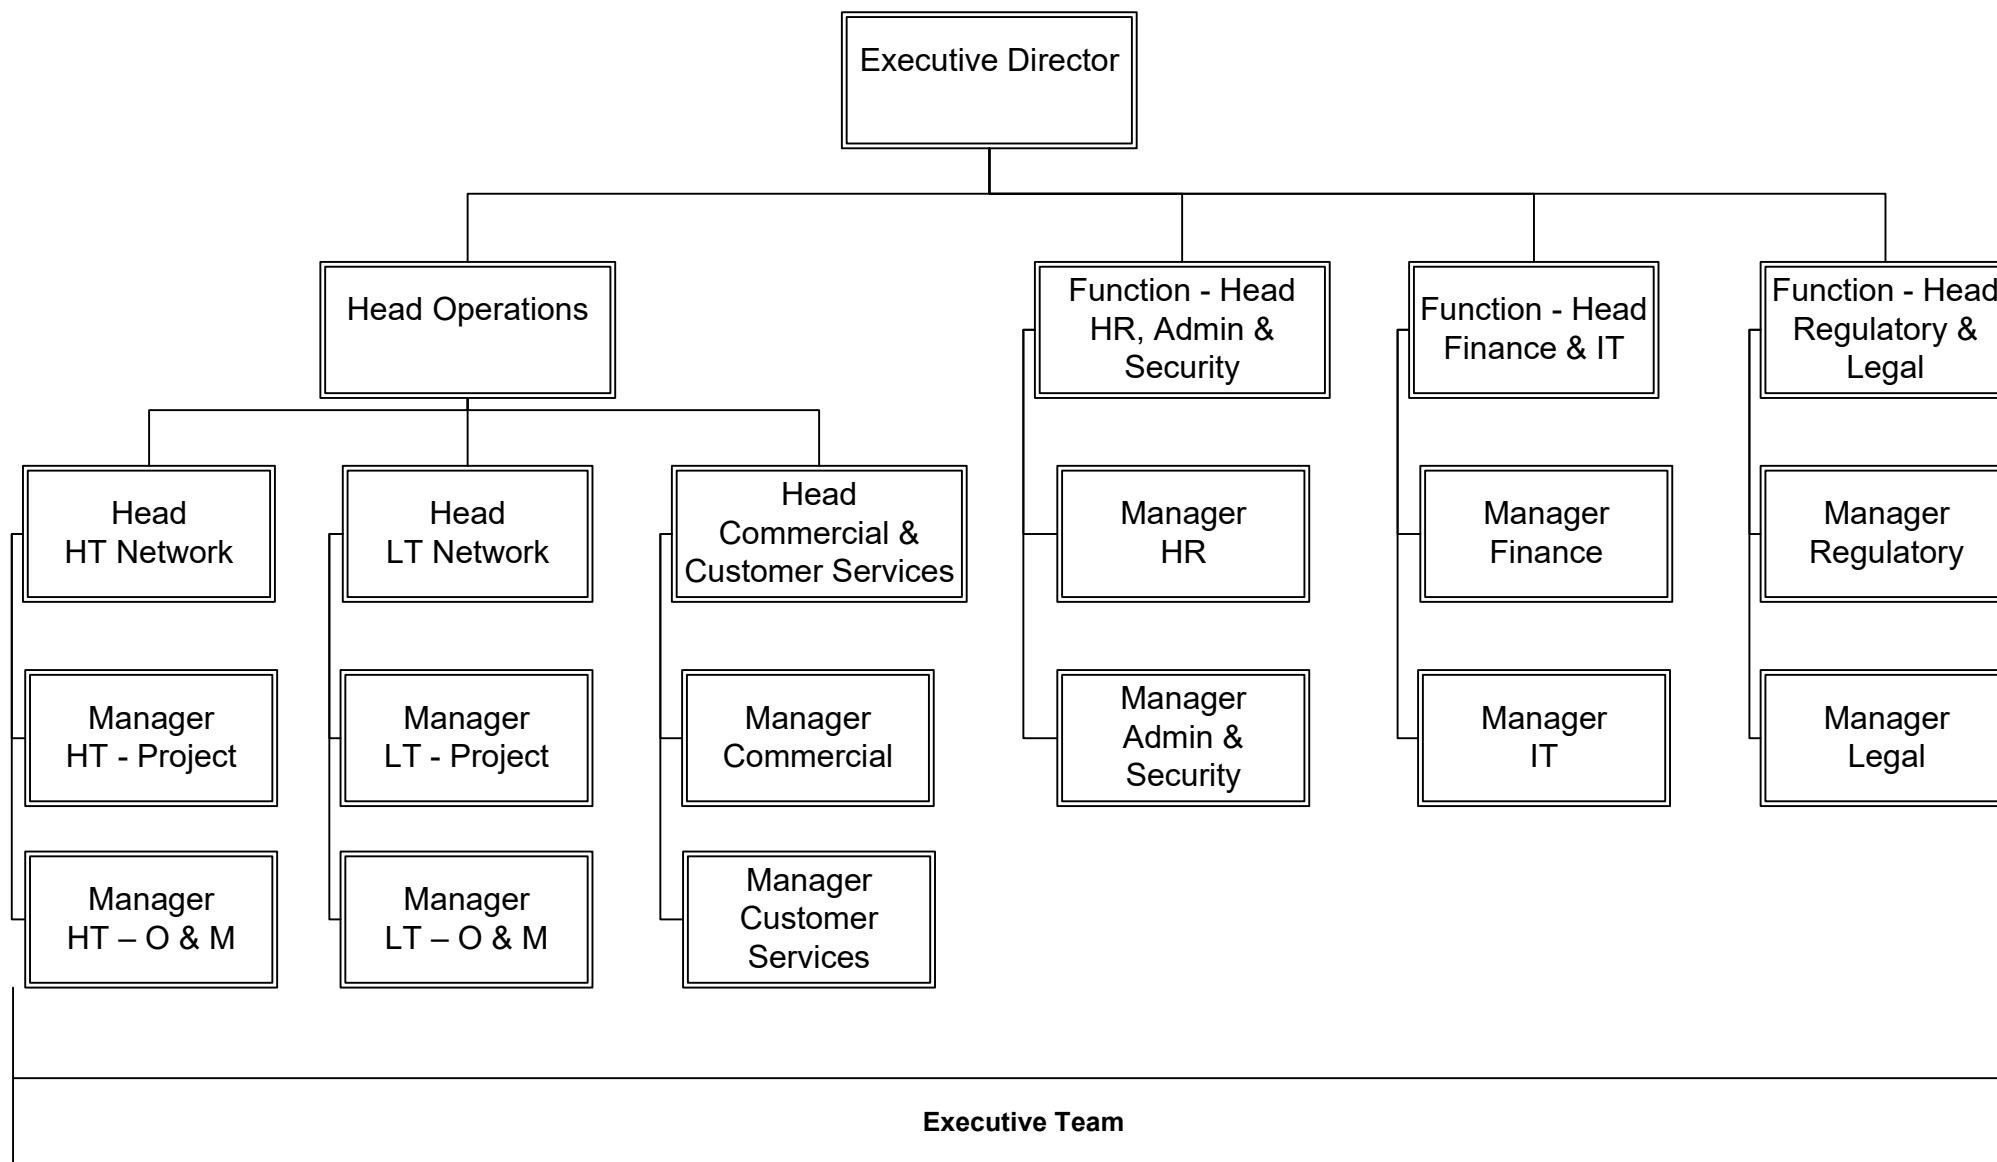 Executive Director
Head Operations
Function - Head
HR, Admin &
Security
Function - Head
Finance & IT
Function - Head
Regulatory &
Legal
Head
HT Network
Head
LT Network
Head
Commercial &
Customer Services
Manager
HR
Manager
Finance
Manager
Regulatory
Manager
HT - Project
Manager
LT - Project
Manager
Commercial
Manager
Admin &
Security
Manager
IT
Manager
Legal
Manager
HT – O & M
Manager
LT – O & M
Manager
Customer
Services
Executive Team